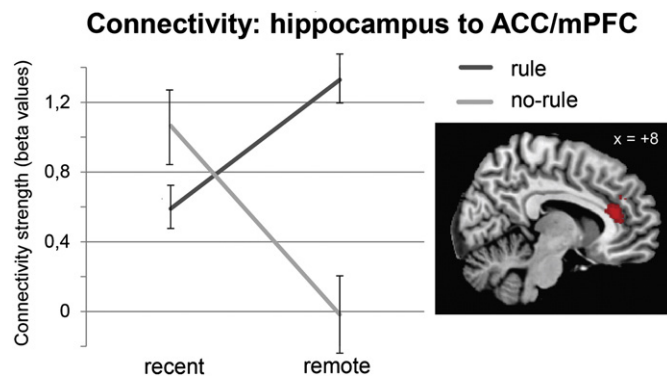 Connectivity: hippocampus to ACC/mPFC
Connectivity strength (beta values)
1,2
0,8
0,4
0
recent
remote
rule
no-rule
x = +8